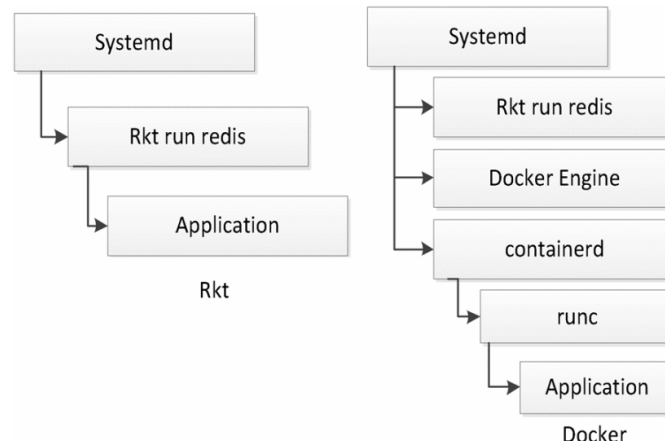 Systemd
Rkt run redis
Application
Rkt
Systemd
Rkt run redis
Docker Engine
containerd
runc
Application
Docker